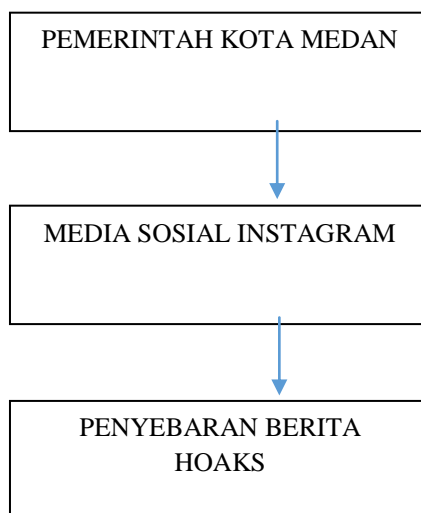 PEMERINTAH KOTA MEDAN
MEDIA SOSIAL INSTAGRAM
PENYEBARAN BERITA
HOAKS